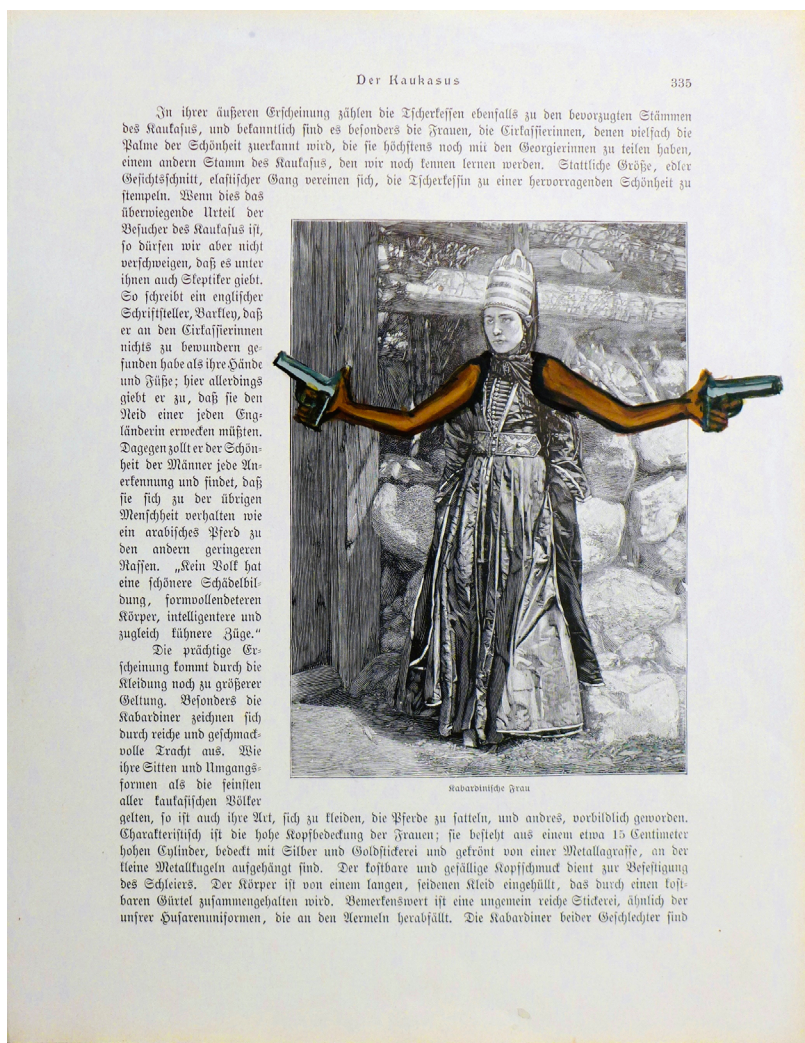 Der Kaukasus
335
In ihrer äußeren Erscheinung zählen die Tscherkessen ebenfalls zu den bevorzugten Stämmen
des Kaukasus, und bekanntlich sind es besonders die Frauen, die Cirkassierinnen, denen vielfach die
Palme der Schönheit zuerkannt wird, die sie höchstens noch mit den Georgierinnen zu teilen haben,
einem andern Stamm des Kaukasus, den wir noch kennen lernen werden. Stattliche Größe, edler
Gesichtsschnitt, elastischer Gang vereinen sich, die Tscherkessin zu einer hervorragenden Schönheit zu
stempeln. Wenn dies das
überwiegende Urteil der
Besucher des Kaukasus ist,
so dürfen wir aber nicht
verschweigen, daß es unter
ihnen auch Skeptiker giebt.
So schreibt ein englischer
Schriftsteller, Barkley, daß
er an den Cirkassierinnen
nichts zu bewundern ge-
funden habe als ihre Hände
und Füße; hier allerdings
giebt er zu, daß sie den
Neid einer jeden Eng-
länderin erwecken müßten.
Dagegen zollt er der Schön-
heit der Männer jede An-
erkennung und findet, daß
sie sich zu der übrigen
Menschheit verhalten wie
ein arabisches Pferd zu
den andern geringeren
Rassen. „Kein Volk hat
eine schönere Schädelbil-
dung, formvollendeteren
Körper, intelligentere und
zugleich kühnere Züge.“
Die prächtige Er-
scheinung kommt durch die
Kleidung noch zu größerer
Geltung. Besonders die
Kabardiner zeichnen sich
durch reiche und geschmack-
volle Tracht aus. Wie
ihre Sitten und Umgangs-
formen als die feinsten
aller kaukasischen Völker
Kabardinische Frau
gelten, so ist auch ihre Art, sich zu kleiden, die Pferde zu satteln, und andres, vorbildlich geworden.
Charakteristisch ist die hohe Kopfbedeckung der Frauen; sie besteht aus einem etwa 15 Centimeter
hohen Cylinder, bedeckt mit Silber und Goldstickerei und gekrönt von einer Metallagraffe, an der
kleine Metallkugeln aufgehängt sind. Der kostbare und gefällige Kopfschmuck dient zur Befestigung
des Schleiers. Der Körper ist von einem langen, seidenen Kleid eingehüllt, das durch einen kost-
baren Gürtel zusammengehalten wird. Bemerkenswert ist eine ungemein reiche Stickerei, ähnlich der
unsrer Husarenuniformen, die an den Aermeln herabfällt. Die Kabardiner beider Geschlechter sind